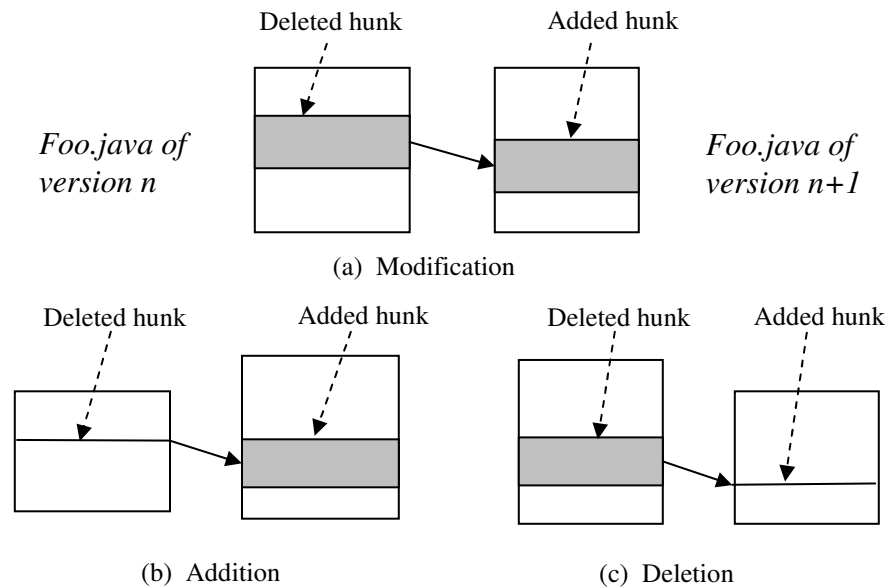 Deleted hunk
Added hunk
Foo.java of
version n
Foo.java of
version n+1
(a) Modification
Deleted hunk
Added hunk
Deleted hunk
Added hunk
(b) Addition
(c) Deletion